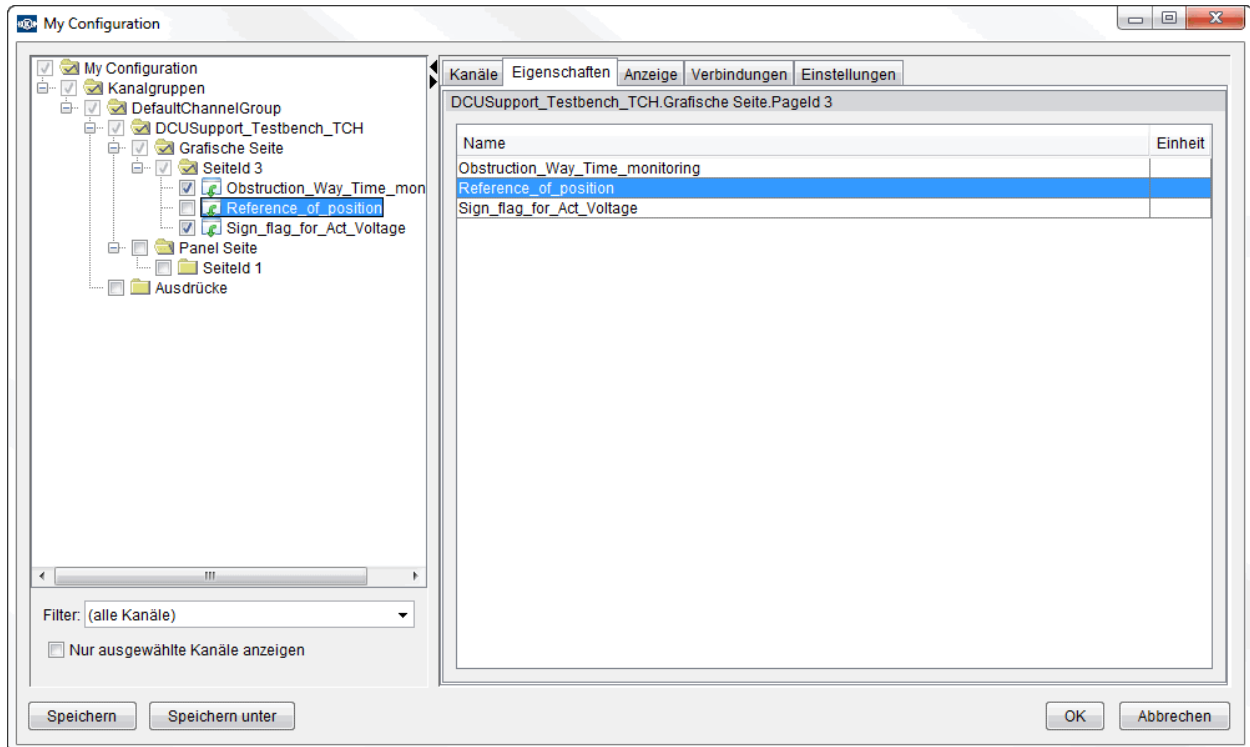 My Configuration
My Configuration
Kanalgruppen
DefaultChannelGroup
DCUSupport_Testbench_TCH
Grafische Seite
SeiteId 3
Obstruction_Way_Time_mon
Reference_of_position
Sign_flag_for_Act_Voltage
Panel Seite
SeiteId 1
Ausdrücke
Filter: (alle Kanäle)
Nur ausgewählte Kanäle anzeigen
Kanäle Eigenschaften Anzeige Verbindungen Einstellungen
DCUSupport_Testbench_TCH.Grafische Seite.PageId 3
Name Einheit
Obstruction_Way_Time_monitoring
Reference_of_position
Sign_flag_for_Act_Voltage
Speichern Speichern unter OK Abbrechen